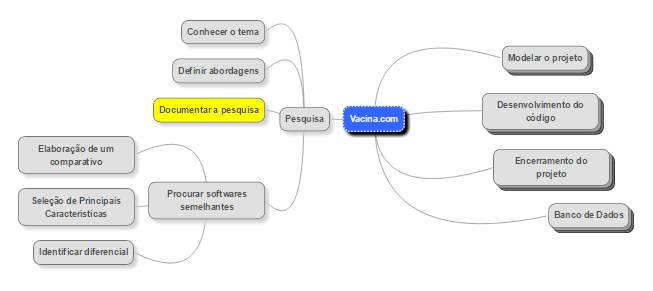 Conhecer o tema
Definir abordagens
Documentar a pesquisa
Pesquisa
Elaboração de um
comparativo
Seleção de Principais
Características
Identificar diferencial
Procurar softwares
semelhantes
Vacina.com
Modelar o projeto
Desenvolvimento do
código
Encerramento do
projeto
Banco de Dados